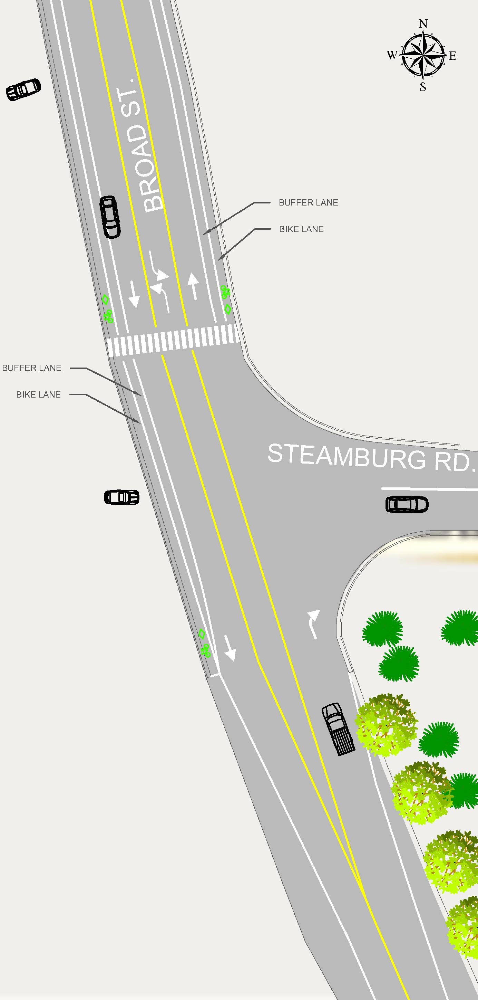 N
W E
S
BROAD ST.
BUFFER LANE
BIKE LANE
BUFFER LANE
BIKE LANE
STEAMBURG RD.